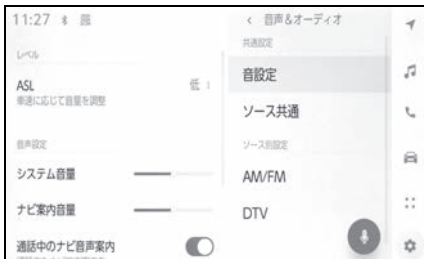 11:27
レベル
ASL
低
車速に応じて音量を調整
音声設定
システム音量
ナビ案内音量
通話中のナビ音声案内
音声&オーディオ
共通設定
音設定
ソース共通
ソース別設定
AM/FM
DTV